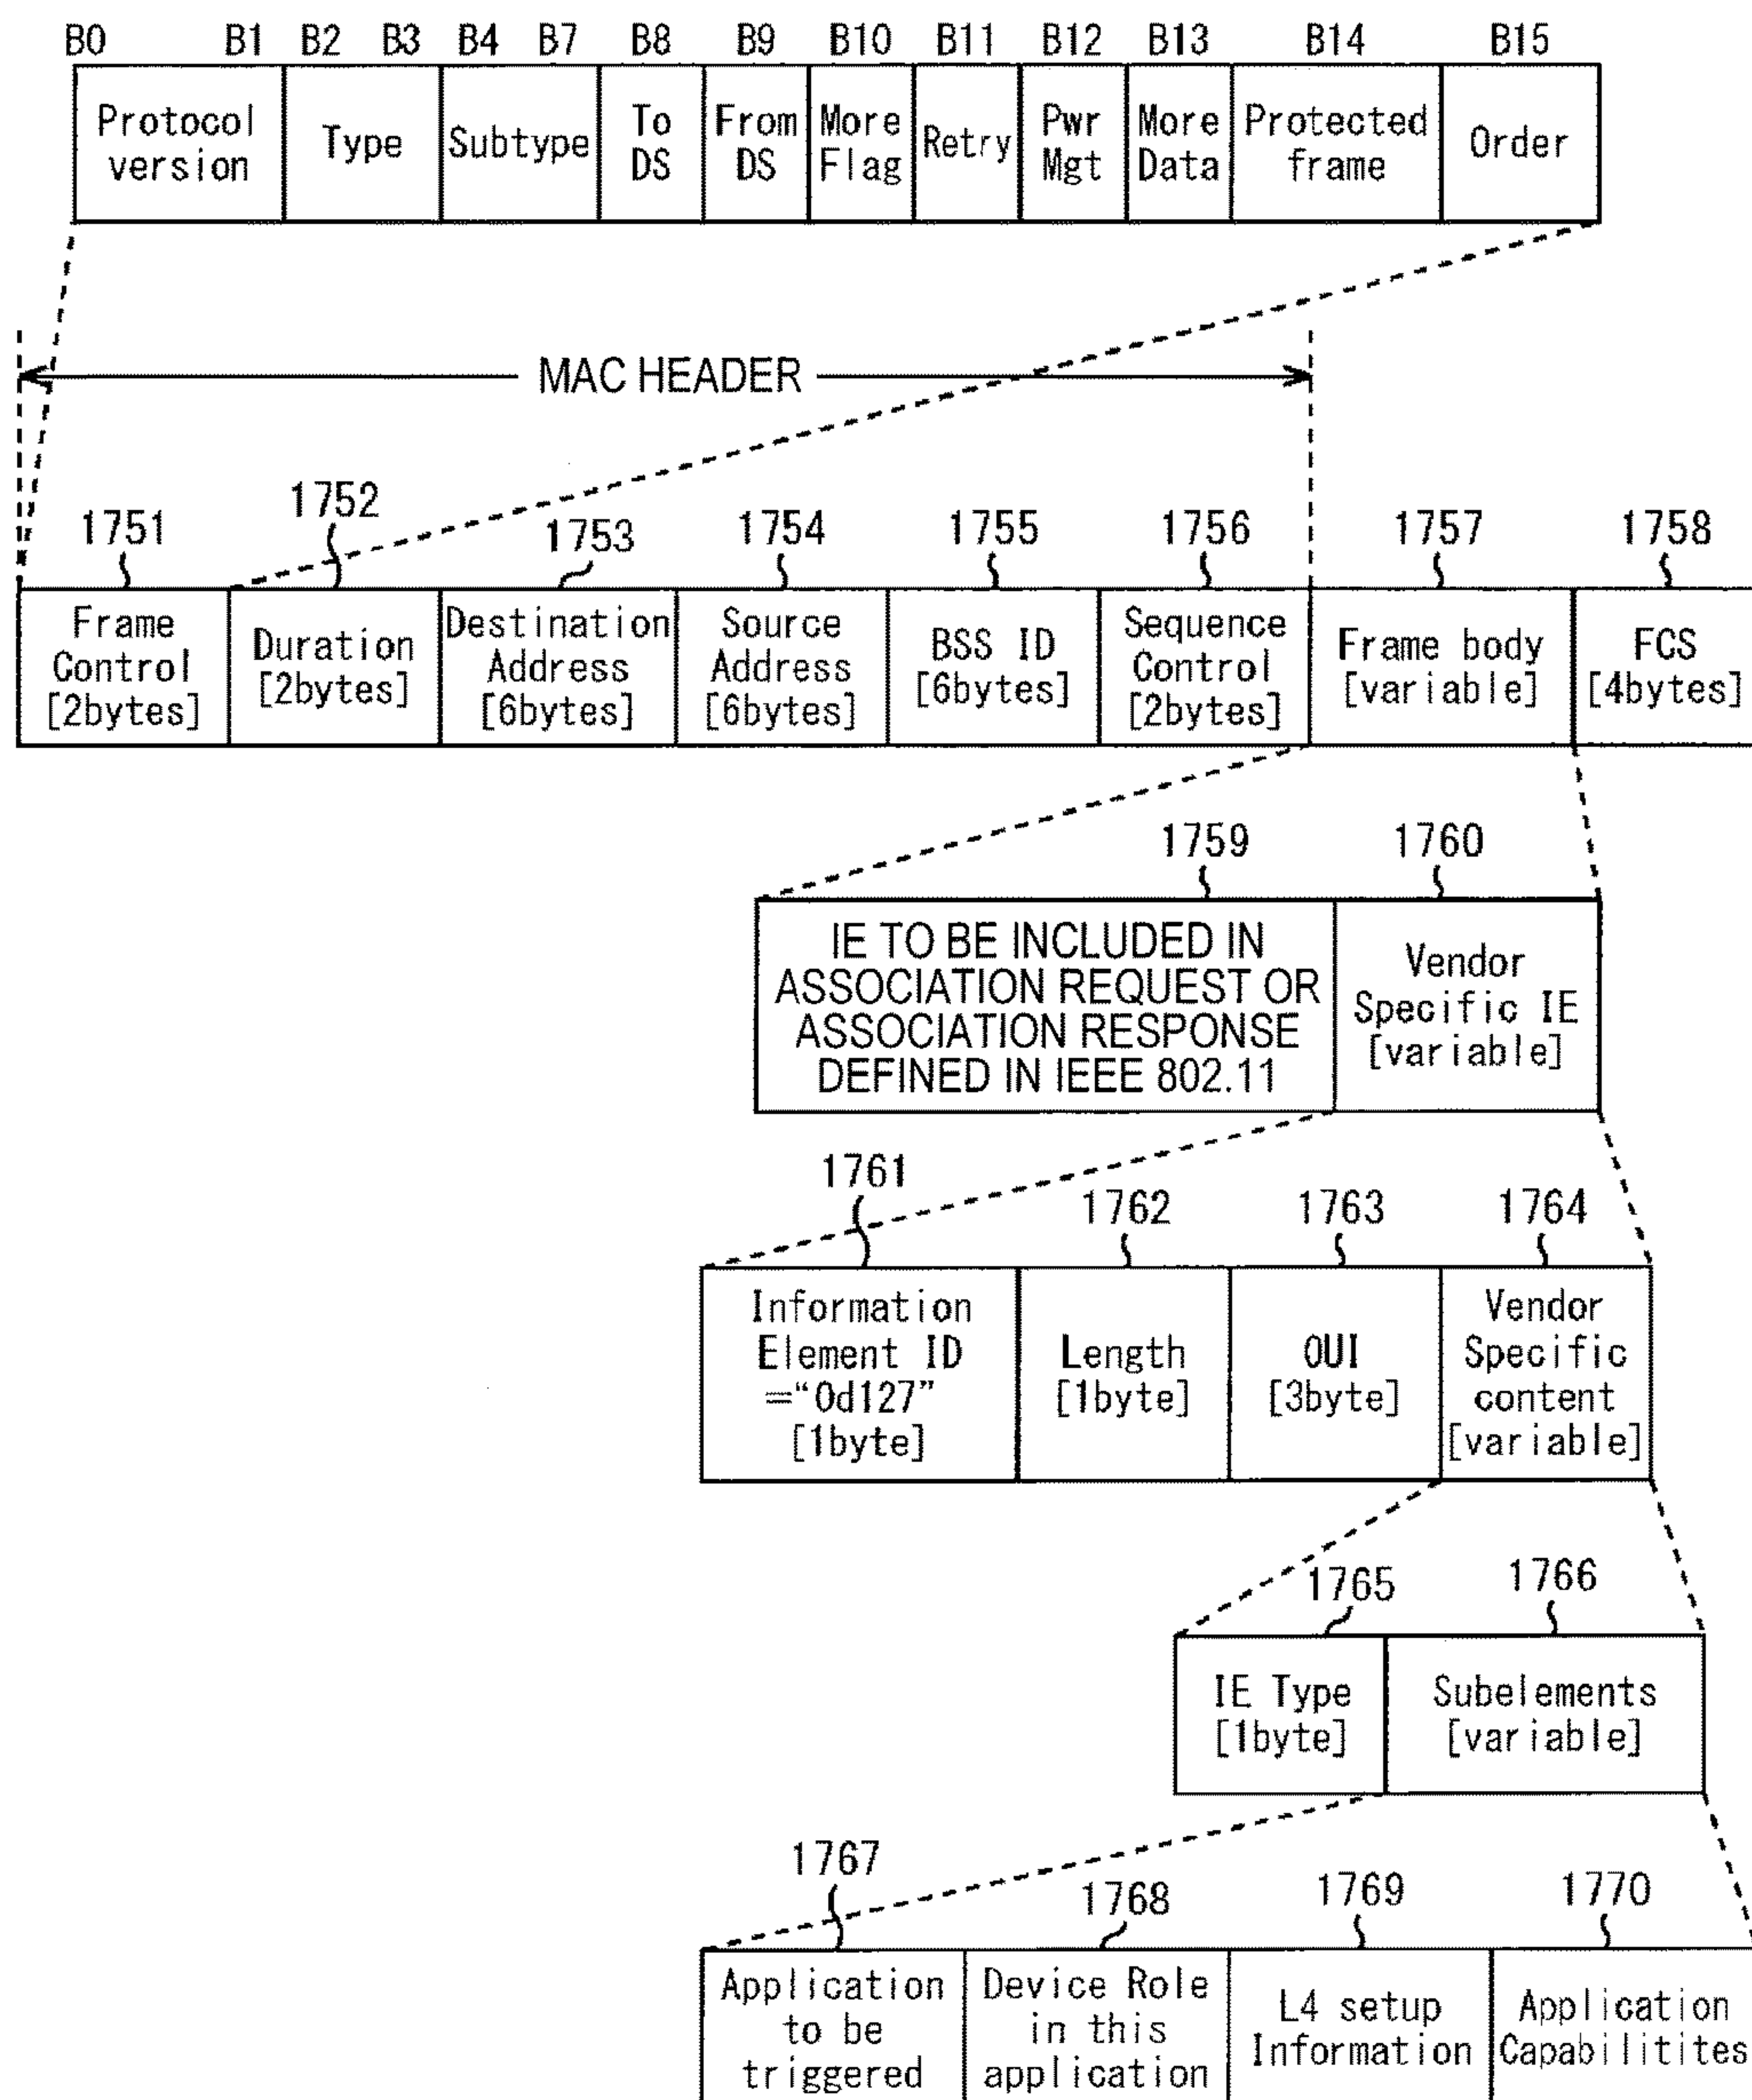 B0 B1 B2 B3 B4 B7 B8 B9 B10 B11 B12 B13 B14 B15
Protocol
version
Type
Subtype
To
DS
From
DS
More
Flag
Retry
Pwr
Mgt
More
Data
Protected
frame
Order
MAC HEADER
1751
1752
1753
1754
1755
1756
1757
1758
Frame
Control
[2bytes]
Duration
[2bytes]
Destination
Address
[6bytes]
Source
Address
[6bytes]
BSS ID
[6bytes]
Sequence
Control
[2bytes]
Frame body
[variable]
FCS
[4bytes]
1759
1760
IE TO BE INCLUDED IN
ASSOCIATION REQUEST OR
ASSOCIATION RESPONSE
DEFINED IN IEEE 802.11
Vendor
Specific IE
[variable]
1761
1762
1763
1764
Information
Element ID
="0d127"
[1byte]
Length
[1byte]
OUI
[3byte]
Vendor
Specific
content
[variable]
1765
1766
IE Type
[1byte]
Subelements
[variable]
1767
1768
1769
1770
Application
to be
triggered
Device Role
in this
application
L4 setup
Information
Application
Capabilitites